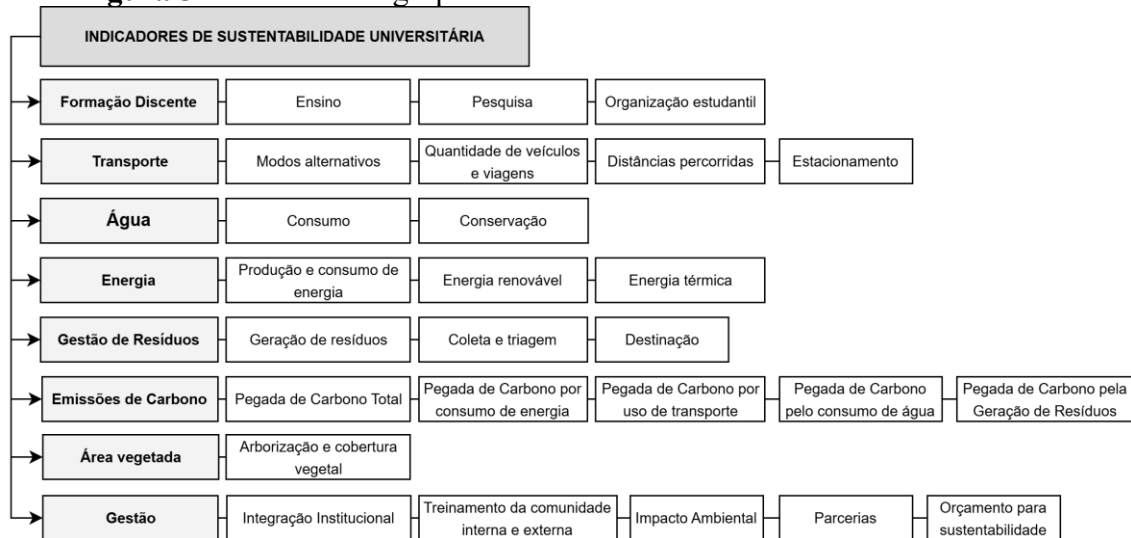 INDICADORES DE SUSTENTABILIDADE UNIVERSITÁRIA
Formação Discente
Ensino
Pesquisa
Organização estudantil
Transporte
Modos alternativos
Quantidade de veículos
e viagens
Distâncias percorridas
Estacionamento
Água
Consumo
Conservação
Energia
Produção e consumo de
energia
Energia renovável
Energia térmica
Gestão de Resíduos
Geração de resíduos
Coleta e triagem
Destinação
Emissões de Carbono
Pegada de Carbono Total
Pegada de Carbono por
consumo de energia
Pegada de Carbono por
uso de transporte
Pegada de Carbono
pelo consumo de água
Pegada de Carbono pela
Geração de Resíduos
Área vegetada
Arborização e cobertura
vegetal
Gestão
Integração Institucional
Treinamento da comunidade
interna e externa
Impacto Ambiental
Parcerias
Orçamento para
sustentabilidade